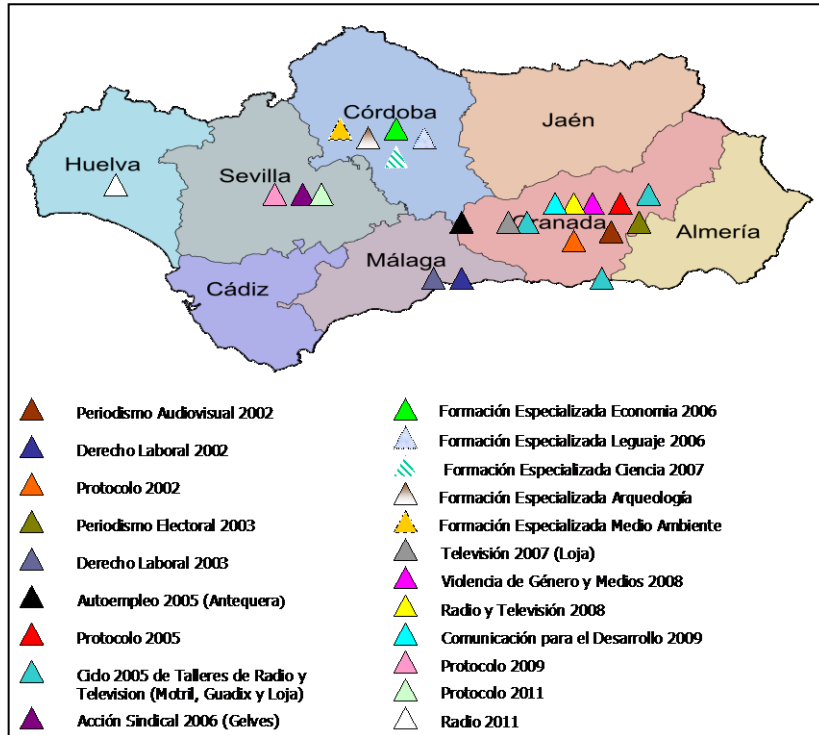 Córdoba
Jaén
Huelva
Sevilla
Granada
Almería
Málaga
Cádiz
Periodismo Audiovisual 2002
Derecho Laboral 2002
Protocolo 2002
Periodismo Electoral 2003
Derecho Laboral 2003
Autoempleo 2005 (Antequera)
Protocolo 2005
Ciclo 2005 de Talleres de Radio y
Television (Motril, Guadix y Loja)
Acción Sindical 2006 (Gelves)
Formación Especializada Economia 2006
Formación Especializada Leguaje 2006
Formación Especializada Ciencia 2007
Formación Especializada Arqueología
Formación Especializada Medio Ambiente
Televisión 2007 (Loja)
Violencia de Género y Medios 2008
Radio y Televisión 2008
Comunicación para el Desarrollo 2009
Protocolo 2009
Protocolo 2011
Radio 2011